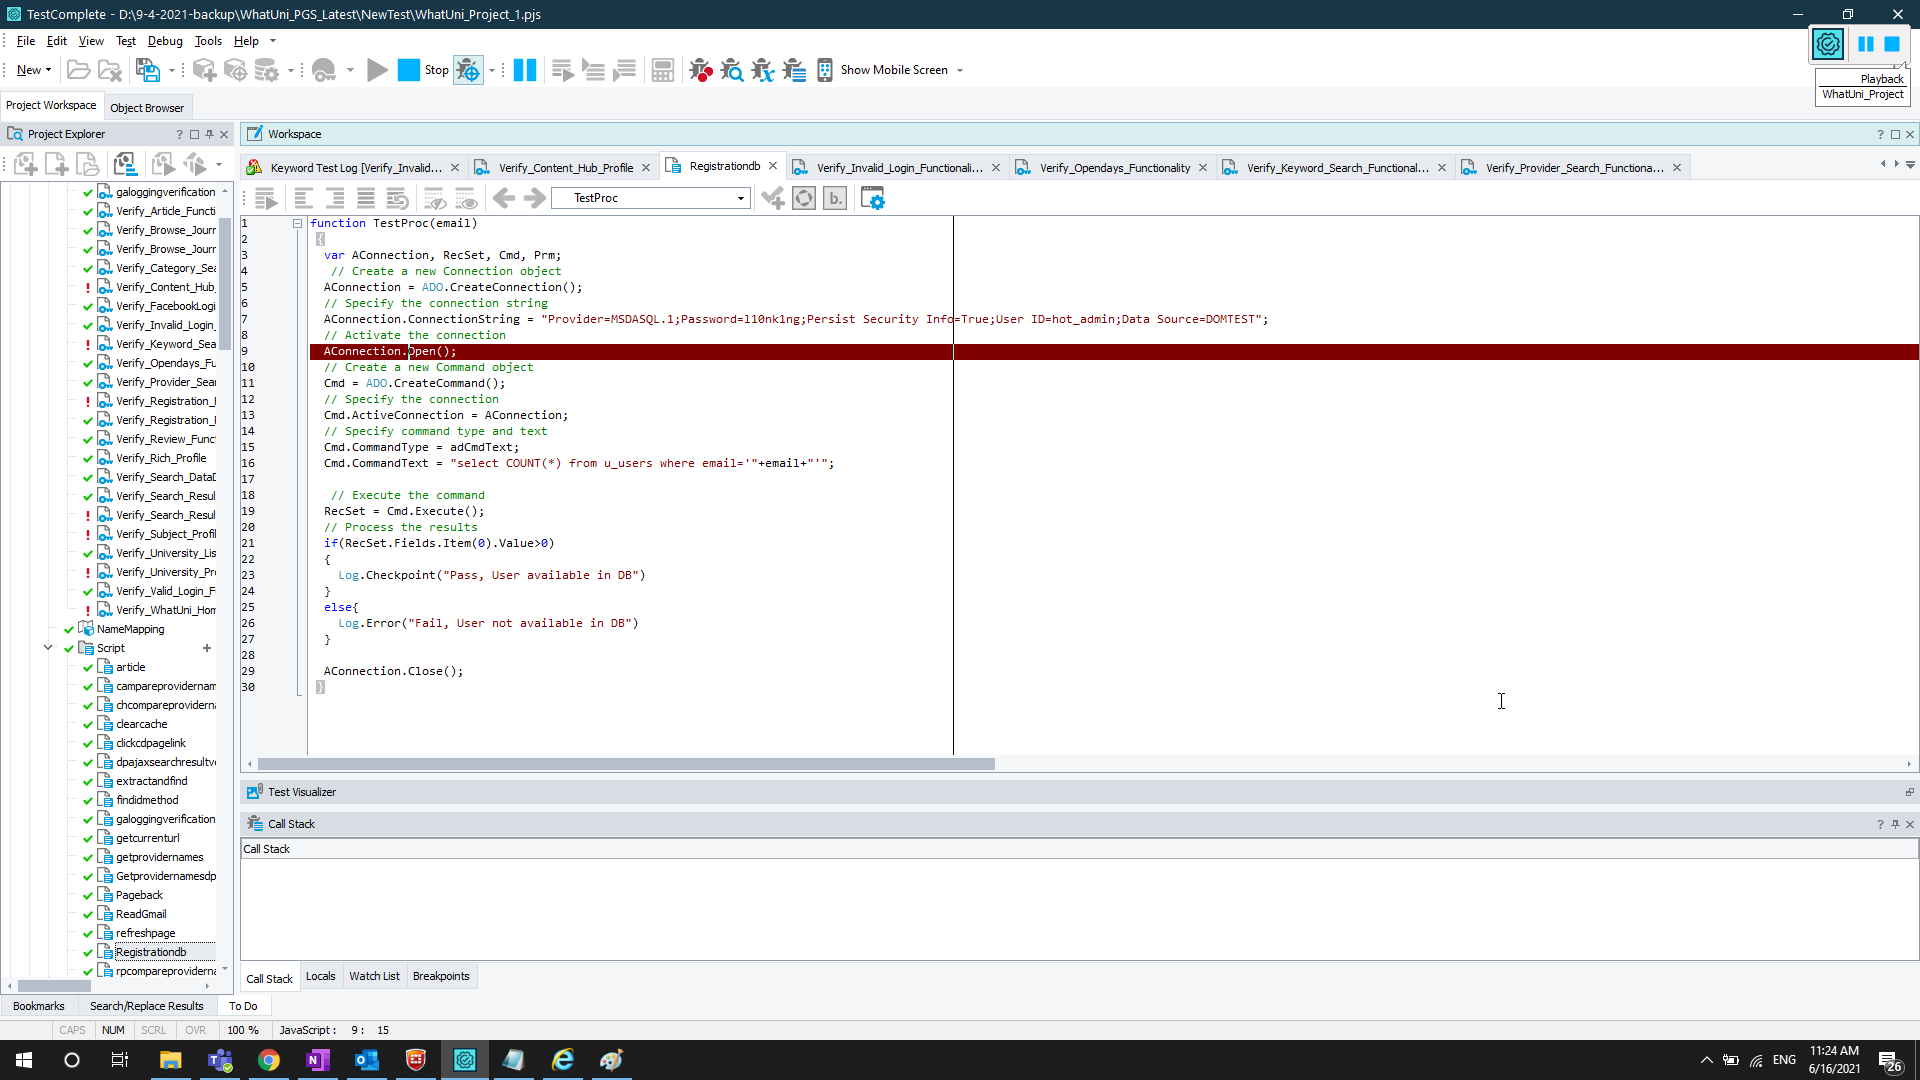 TestComplete - D:\9-4-2021-backup\WhatUni_PGS_Latest\NewTest\WhatUni_Project_1.pjs
File Edit View Test Debug Tools Help
New Stop Show Mobile Screen
Playback
WhatUni_Project
Project Workspace Object Browser
Project Explorer
Workspace
Keyword Test Log [Verify_Invalid... Verify_Content_Hub_Profile Registrationdb Verify_Invalid_Login_Functionali... Verify_Opendays_Functionality Verify_Keyword_Search_Functional... Verify_Provider_Search_Functiona...
TestProc
galoggingverification
Verify_Article_Functi
Verify_Browse_Jour
Verify_Browse_Jour
Verify_Category_Sea
Verify_Content_Hub_
Verify_FacebookLogi
Verify_Invalid_Login_
Verify_Keyword_Sea
Verify_Opendays_Fu
Verify_Provider_Sear
Verify_Registration_
Verify_Registration_
Verify_Review_Funct
Verify_Rich_Profile
Verify_Search_DataD
Verify_Search_Resul
Verify_Search_Resul
Verify_Subject_Profil
Verify_University_Lis
Verify_University_Pr
Verify_Valid_Login_F
Verify_WhatUni_Hom
NameMapping
Script
article
campareprovidernam
chcompareproviderna
clearcache
clickcdpagelink
dpajaxsearchresultv
extractandfind
findidmethod
galoggingverification
getcurrenturl
getprovidernames
Getprovidernamesdp
Pageback
ReadGmail
refreshpage
Registrationdb
rpcompareproviderna
1 function TestProc(email)
2 {
3 var AConnection, RecSet, Cmd, Prm;
4 // Create a new Connection object
5 AConnection = ADO.CreateConnection();
6 // Specify the connection string
7 AConnection.ConnectionString = "Provider=MSDASQL.1;Password=l10nk1ng;Persist Security Info=True;User ID=hot_admin;Data Source=DOMTEST";
8 // Activate the connection
9 AConnection.Open();
10 // Create a new Command object
11 Cmd = ADO.CreateCommand();
12 // Specify the connection
13 Cmd.ActiveConnection = AConnection;
14 // Specify command type and text
15 Cmd.CommandType = adCmdText;
16 Cmd.CommandText = "select COUNT(*) from u_users where email='"+email+"'";
17
18 // Execute the command
19 RecSet = Cmd.Execute();
20 // Process the results
21 if(RecSet.Fields.Item(0).Value>0)
22 {
23 Log.Checkpoint("Pass, User available in DB")
24 }
25 else{
26 Log.Error("Fail, User not available in DB")
27 }
28
29 AConnection.Close();
30 }
Test Visualizer
Call Stack
Call Stack
Call Stack Locals Watch List Breakpoints
Bookmarks Search/Replace Results To Do
CAPS NUM SCRL OVR 100 % JavaScript : 9 : 15
ENG 11:24 AM
6/16/2021
26